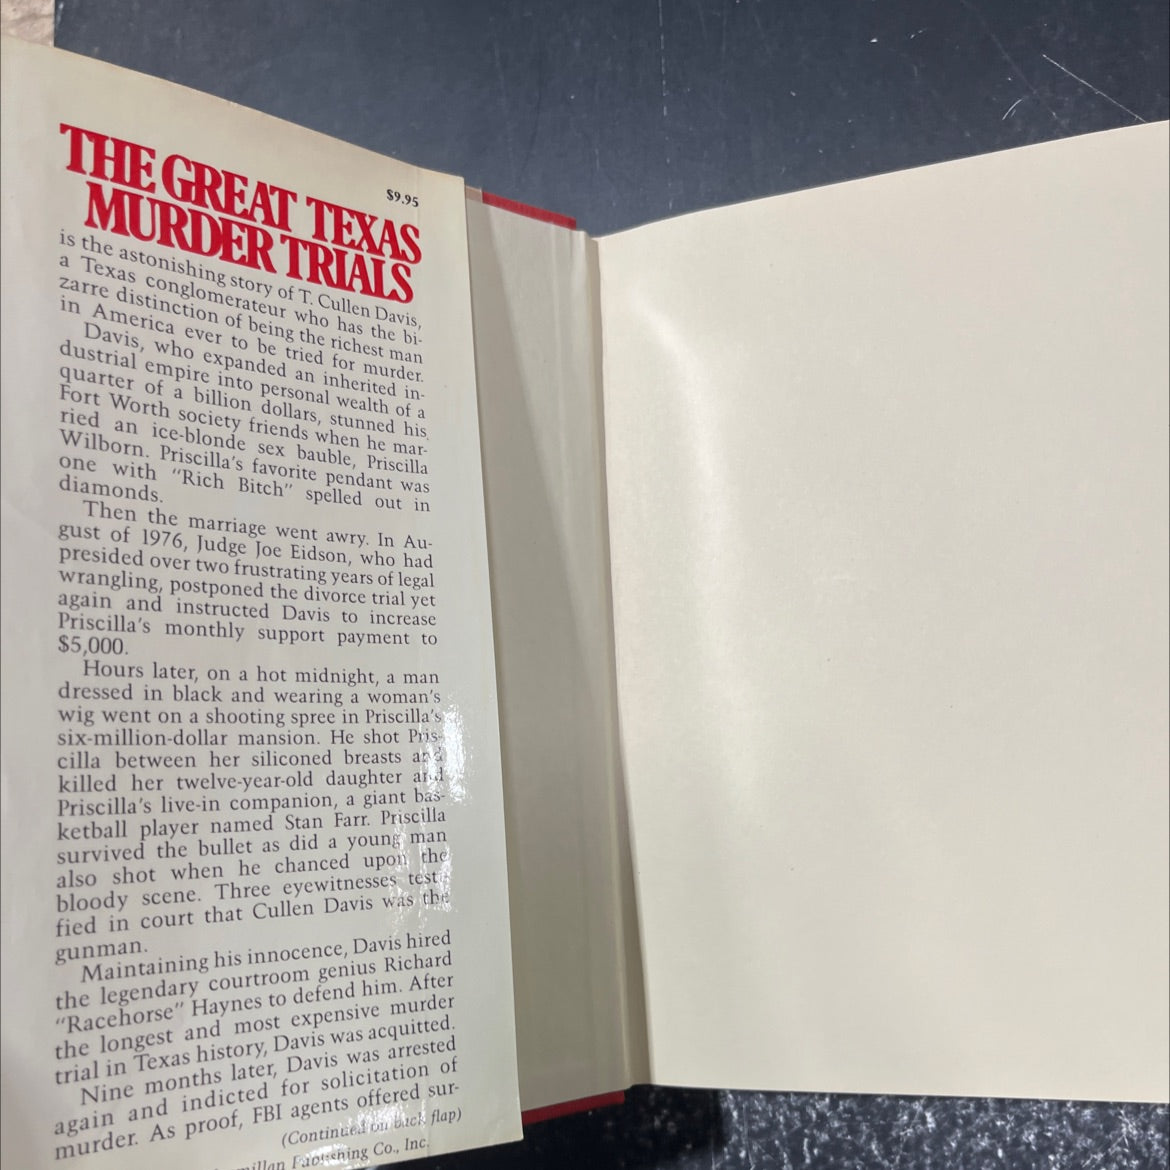 THE GREAT TEXAS
MURDER TRIALS
$9.95
is the astonishing story of T. Cullen Davis,
a Texas conglomerateur who has the bi-
zarre distinction of being the richest man
in America ever to be tried for murder.
Davis, who expanded an inherited in-
dustrial empire into personal wealth of a
quarter of a billion dollars, stunned his
Fort Worth society friends when he mar-
ried an ice-blonde sex bauble, Priscilla
Wilborn. Priscilla's favorite pendant was
one with "Rich Bitch" spelled out in
diamonds.
Then the marriage went awry. In Au-
gust of 1976, Judge Joe Eidson, who had
presided over two frustrating years of legal
wrangling, postponed the divorce trial yet
again and instructed Davis to increase
Priscilla's monthly support payment to
$5,000.
Hours later, on a hot midnight, a man
dressed in black and wearing a woman's
wig went on a shooting spree in Priscilla's
six-million-dollar mansion. He shot Pris-
cilla between her siliconed breasts and
killed her twelve-year-old daughter and
Priscilla's live-in companion, a giant bas-
ketball player named Stan Farr. Priscilla
survived the bullet as did a young man
also shot when he chanced upon the
bloody scene. Three eyewitnesses testi-
fied in court that Cullen Davis was the
gunman.
Maintaining his innocence, Davis hired
the legendary courtroom genius Richard
"Racehorse" Haynes to defend him. After
the longest and most expensive murder
trial in Texas history, Davis was acquitted.
Nine months later, Davis was arrested
again and indicted for solicitation of
murder. As proof, FBI agents offered sur-
(Continued on back flap)
millan Publishing Co., Inc.